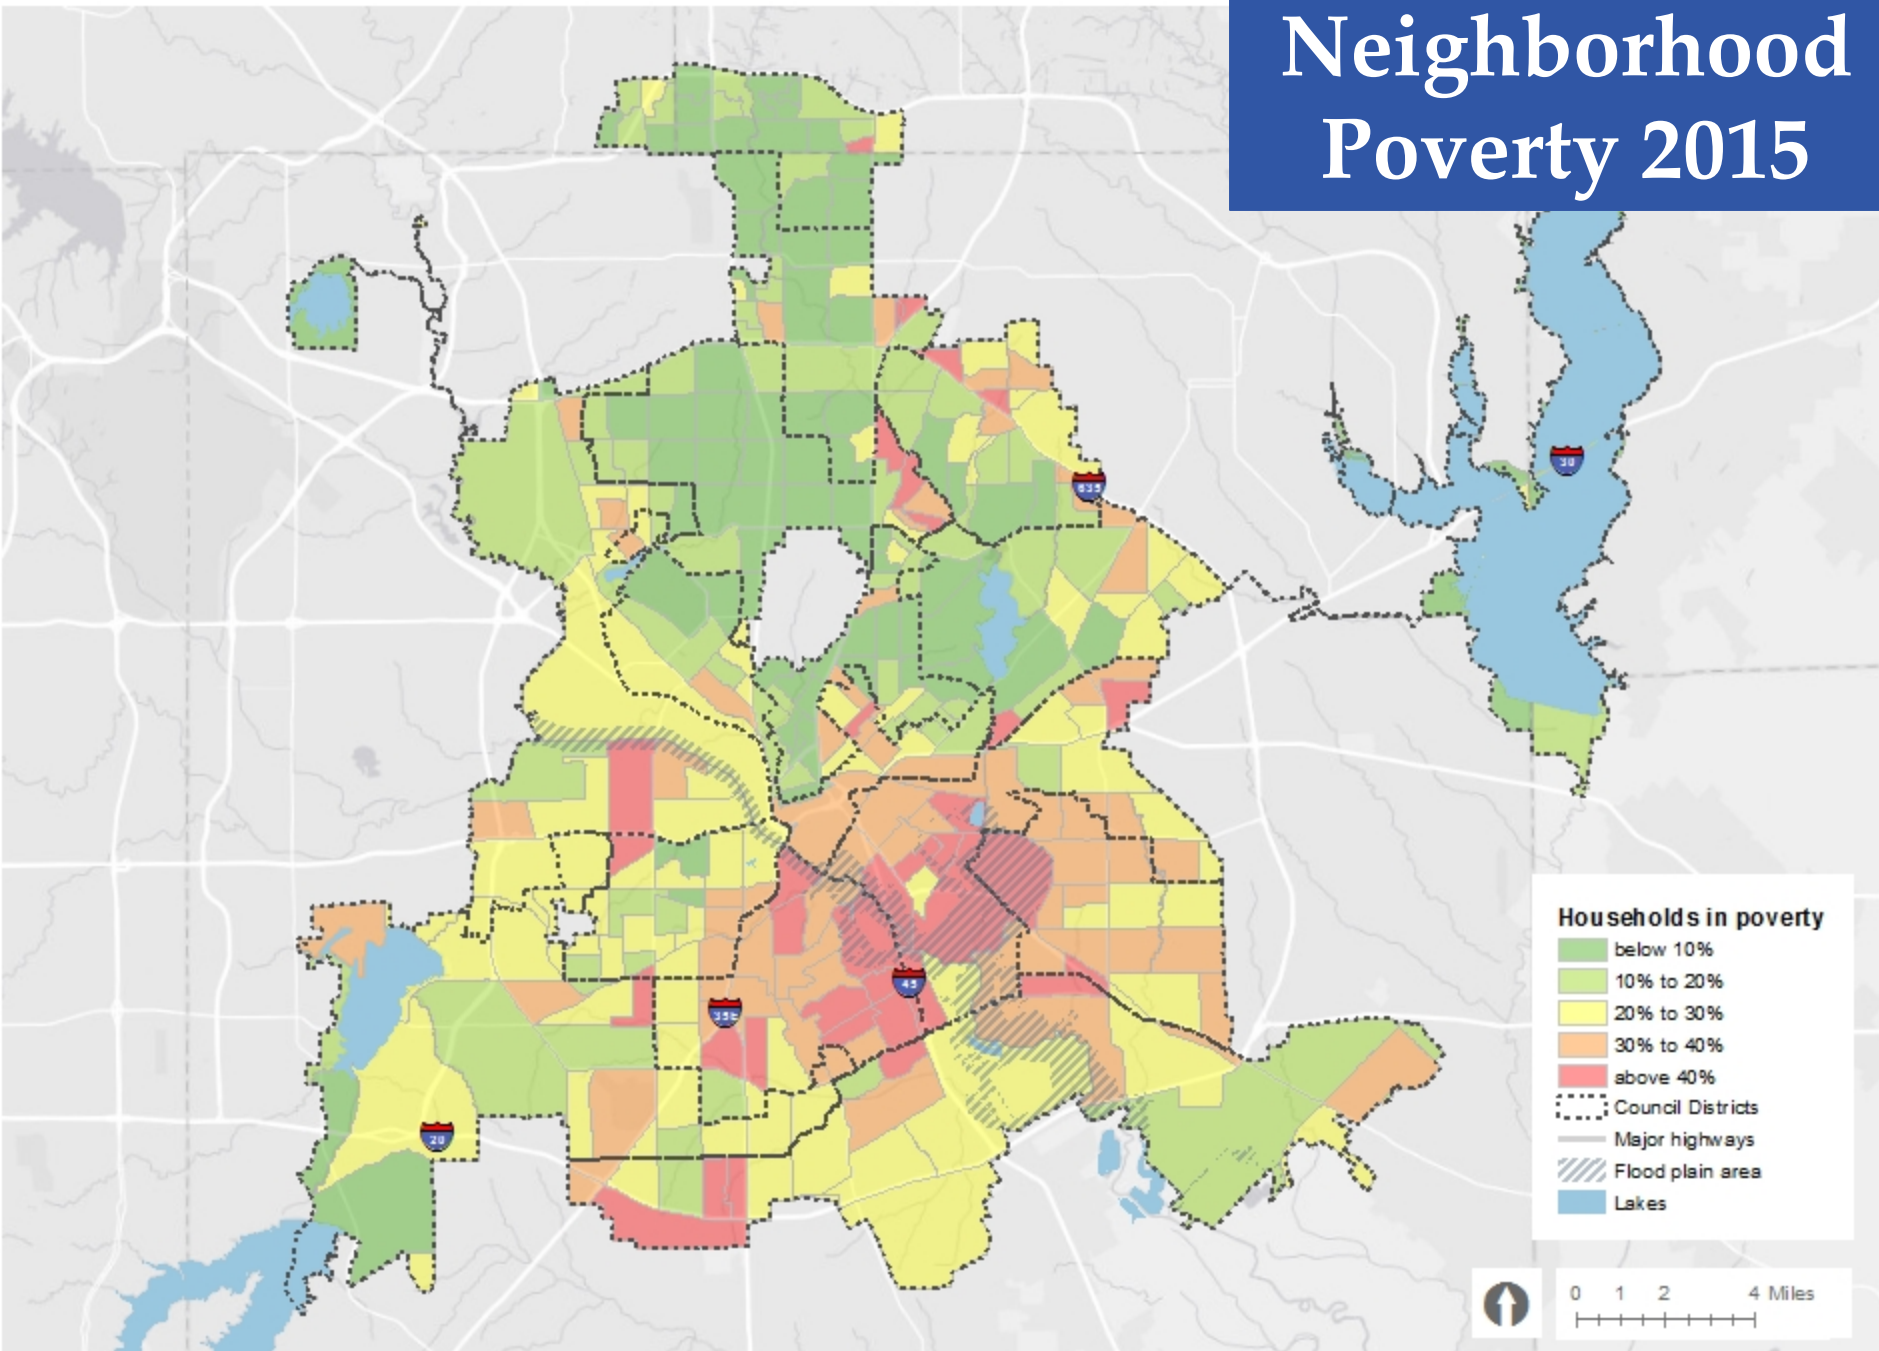 Neighborhood
Poverty 2015
30
635
45
35E
20
Households in poverty
below 10%
10% to 20%
20% to 30%
30% to 40%
above 40%
Council Districts
Major highways
Flood plain area
Lakes
0 1 2 4 Miles